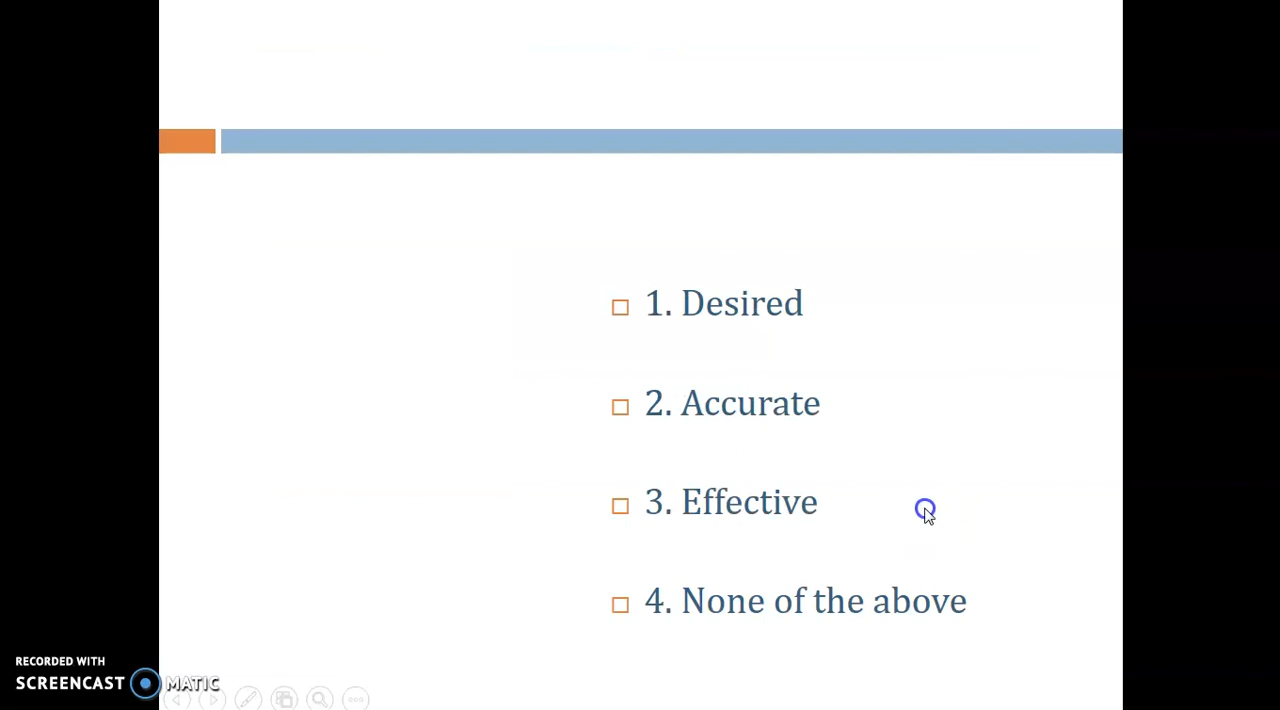 1. Desired
2. Accurate
3. Effective
4. None of the above
RECORDED WITH
SCREENCAST MATIC